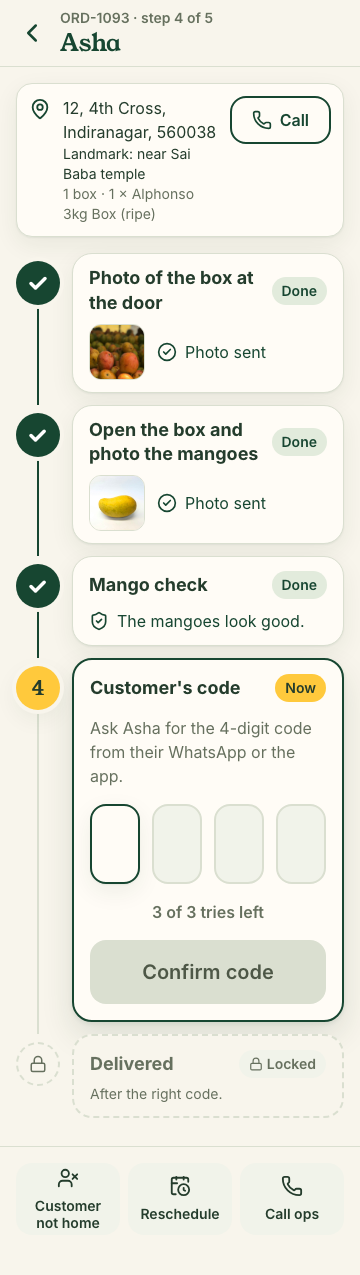 ORD-1093 · step 4 of 5
Asha
12, 4th Cross,
Indiranagar, 560038
Landmark: near Sai
Baba temple
1 box · 1 × Alphonso
3kg Box (ripe)
Call
Photo of the box at
the door
Done
Photo sent
Open the box and
photo the mangoes
Done
Photo sent
Mango check
Done
The mangoes look good.
4
Customer's code
Now
Ask Asha for the 4-digit code
from their WhatsApp or the
app.
3 of 3 tries left
Confirm code
Delivered
Locked
After the right code.
Customer
not home
Reschedule
Call ops